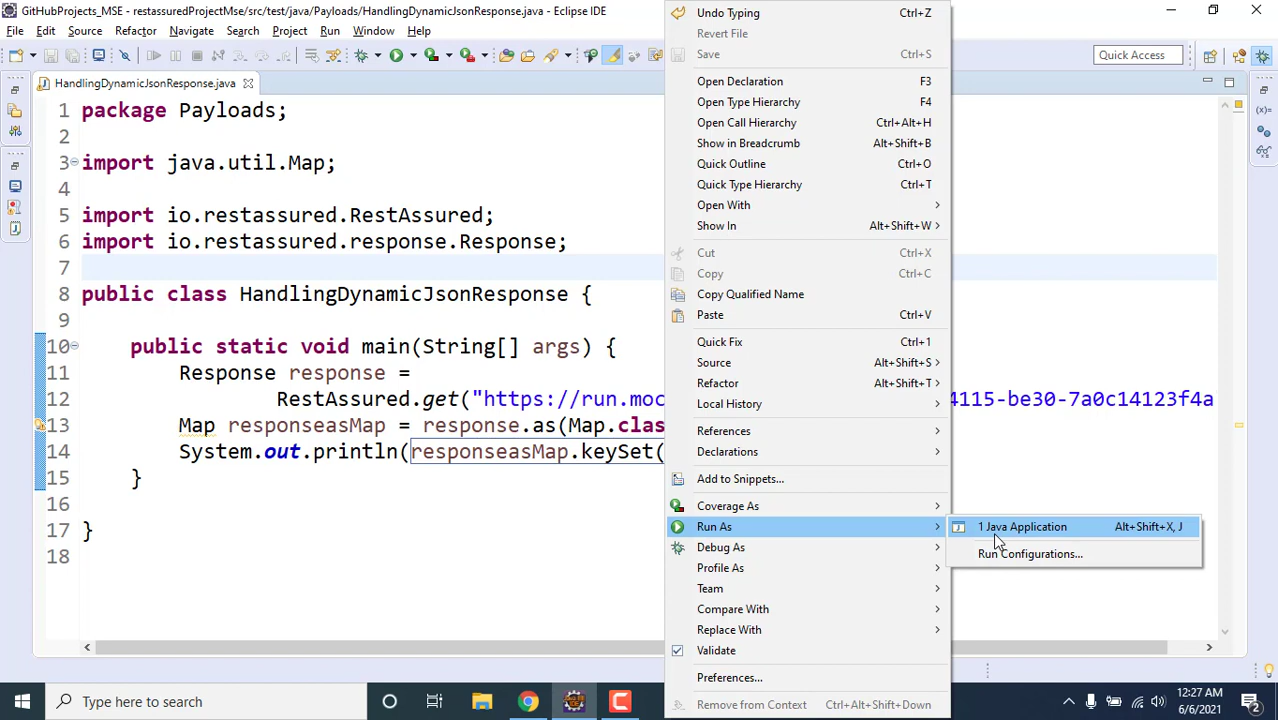 GitHubProjects_MSE - restassuredProjectMse/src/test/java/Payloads/HandlingDynamicJsonResponse.java - Eclipse IDE
File Edit Source Refactor Navigate Search Project Run Window Help
Quick Access
HandlingDynamicJsonResponse.java
1 package Payloads;
2
3 import java.util.Map;
4
5 import io.restassured.RestAssured;
6 import io.restassured.response.Response;
7
8 public class HandlingDynamicJsonResponse {
9
10 public static void main(String[] args) {
11 Response response =
12 RestAssured.get("https://run.moc 4115-be30-7a0c14123f4a
13 Map responseasMap = response.as(Map.clas
14 System.out.println(responseasMap.keySet(
15 }
16
17 }
18
Undo Typing Ctrl+Z
Revert File
Save Ctrl+S
Open Declaration F3
Open Type Hierarchy F4
Open Call Hierarchy Ctrl+Alt+H
Show in Breadcrumb Alt+Shift+B
Quick Outline Ctrl+O
Quick Type Hierarchy Ctrl+T
Open With
Show In Alt+Shift+W
Cut Ctrl+X
Copy Ctrl+C
Copy Qualified Name
Paste Ctrl+V
Quick Fix Ctrl+1
Source Alt+Shift+S
Refactor Alt+Shift+T
Local History
References
Declarations
Add to Snippets...
Coverage As
Run As
Debug As
Profile As
Team
Compare With
Replace With
Validate
Preferences...
Remove from Context Ctrl+Alt+Shift+Down
1 Java Application Alt+Shift+X, J
Run Configurations...
Type here to search
12:27 AM
6/6/2021
2